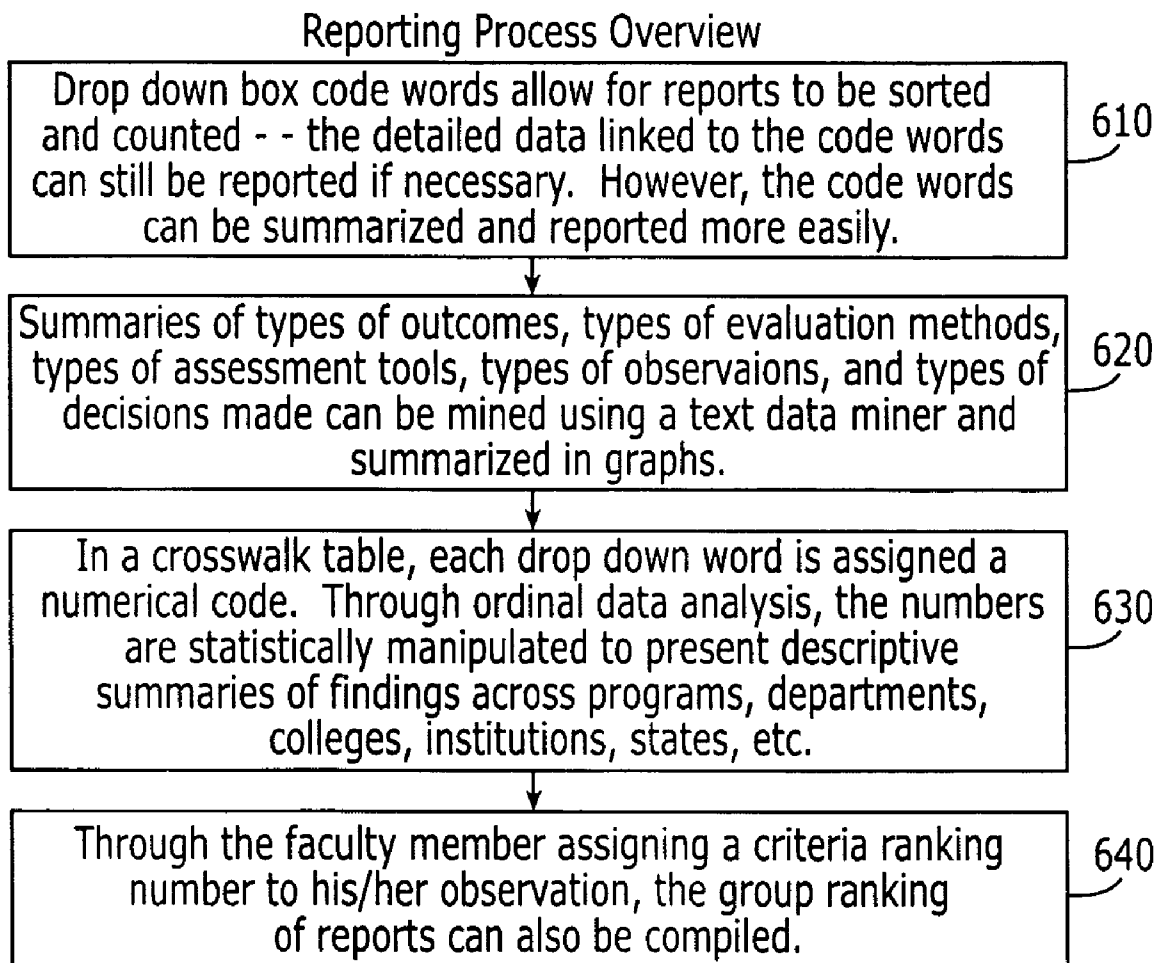 Reporting Process Overview
Drop down box code words allow for reports to be sorted
and counted - - the detailed data linked to the code words
can still be reported if necessary. However, the code words
can be summarized and reported more easily.
610
Summaries of types of outcomes, types of evaluation methods,
types of assessment tools, types of observaions, and types of
decisions made can be mined using a text data miner and
summarized in graphs.
620
In a crosswalk table, each drop down word is assigned a
numerical code. Through ordinal data analysis, the numbers
are statistically manipulated to present descriptive
summaries of findings across programs, departments,
colleges, institutions, states, etc.
630
Through the faculty member assigning a criteria ranking
number to his/her observation, the group ranking
of reports can also be compiled.
640